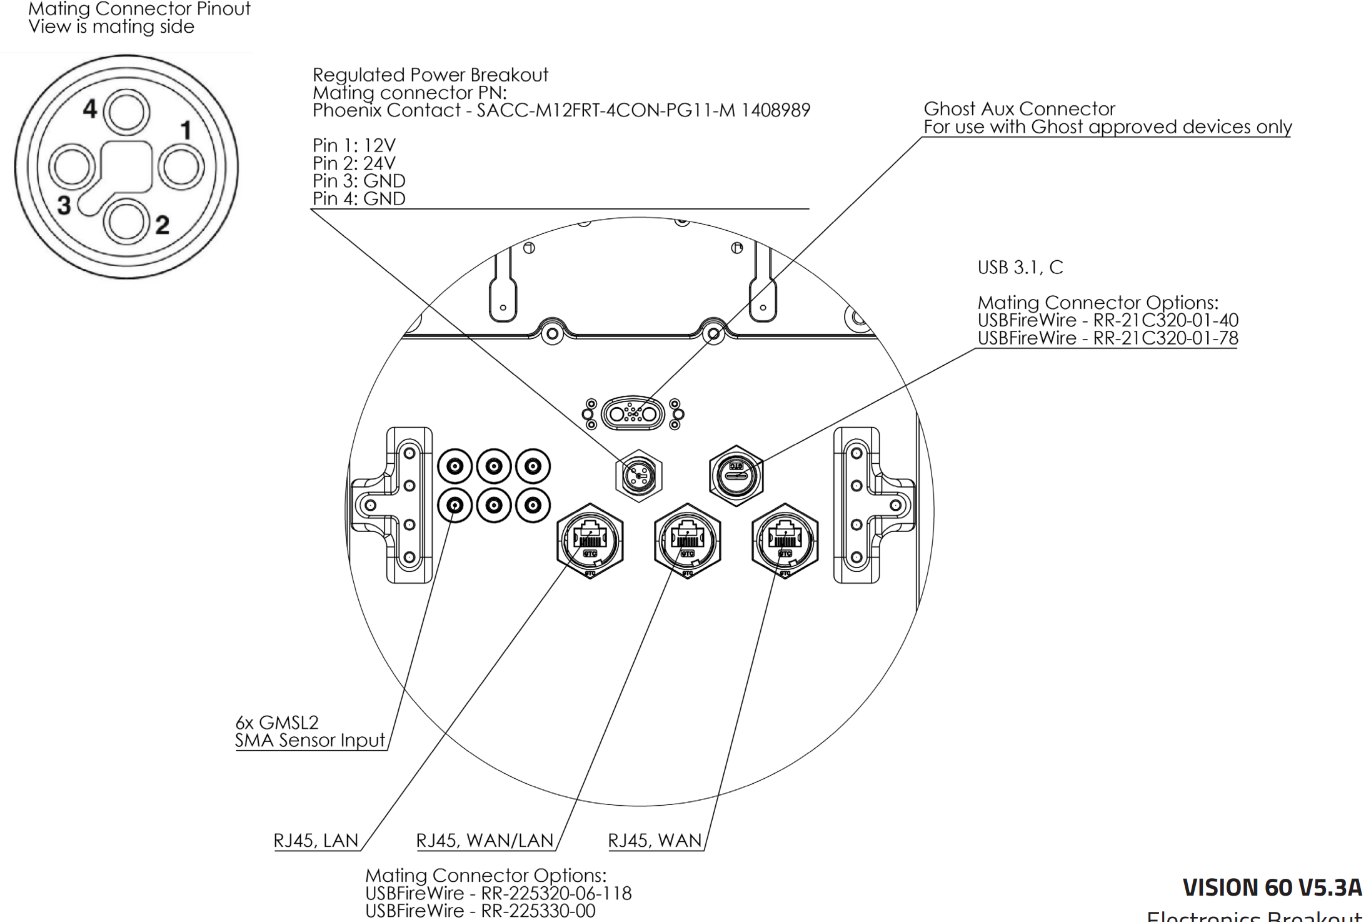 Mating Connector Pinout
View is mating side
4
1
3
2
Regulated Power Breakout
Mating connector PN:
Phoenix Contact - SACC-M12FRT-4CON-PG11-M 1408989
Pin 1: 12V
Pin 2: 24V
Pin 3: GND
Pin 4: GND
Ghost Aux Connector
For use with Ghost approved devices only
USB 3.1, C
Mating Connector Options:
USBFireWire - RR-21C320-01-40
USBFireWire - RR-21C320-01-78
6x GMSL2
SMA Sensor Input
RJ45, LAN
RJ45, WAN/LAN
RJ45, WAN
Mating Connector Options:
USBFireWire - RR-225320-06-118
USBFireWire - RR-225330-00
VISION 60 V5.3A
Electronics Breakout